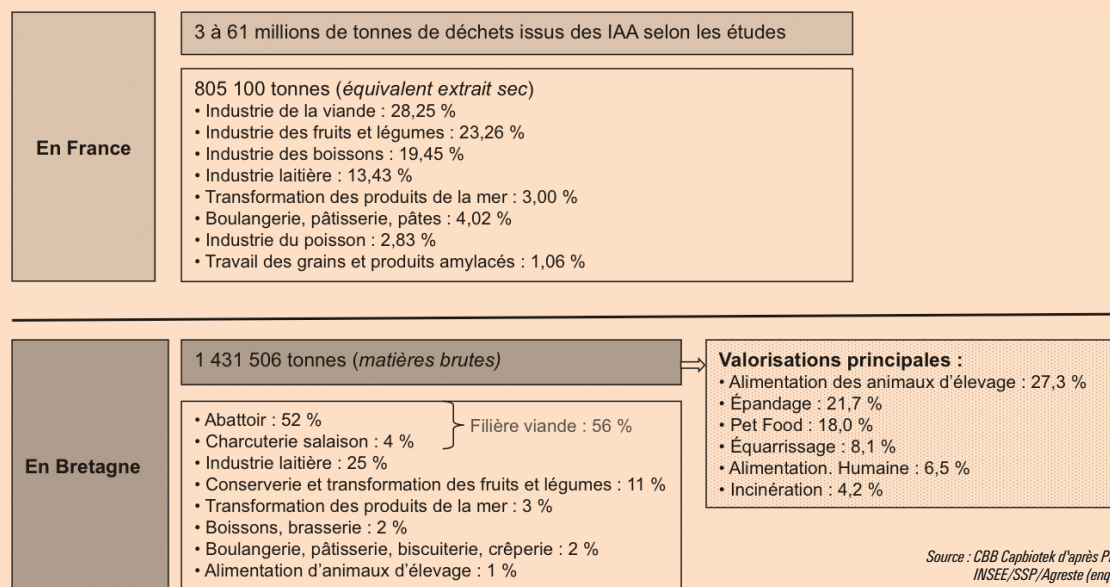 En France
3 à 61 millions de tonnes de déchets issus des IAA selon les études
805 100 tonnes (équivalent extrait sec)
• Industrie de la viande : 28,25 %
• Industrie des fruits et légumes : 23,26 %
• Industrie des boissons : 19,45 %
• Industrie laitière : 13,43 %
• Transformation des produits de la mer : 3,00 %
• Boulangerie, pâtisserie, pâtes : 4,02 %
• Industrie du poisson : 2,83 %
• Travail des grains et produits amylacés : 1,06 %
En Bretagne
1 431 506 tonnes (matières brutes)
• Abattoir : 52 %
• Charcuterie salaison : 4 %
Filière viande : 56 %
• Industrie laitière : 25 %
• Conserverie et transformation des fruits et légumes : 11 %
• Transformation des produits de la mer : 3 %
• Boissons, brasserie : 2 %
• Boulangerie, pâtisserie, biscuiterie, crêperie : 2 %
• Alimentation d'animaux d'élevage : 1 %
Valorisations principales :
• Alimentation des animaux d'élevage : 27,3 %
• Épandage : 21,7 %
• Pet Food : 18,0 %
• Équarrissage : 8,1 %
• Alimentation. Humaine : 6,5 %
• Incinération : 4,2 %
Source : CBB Capbiotek d'après
INSEE/SSP/Agreste